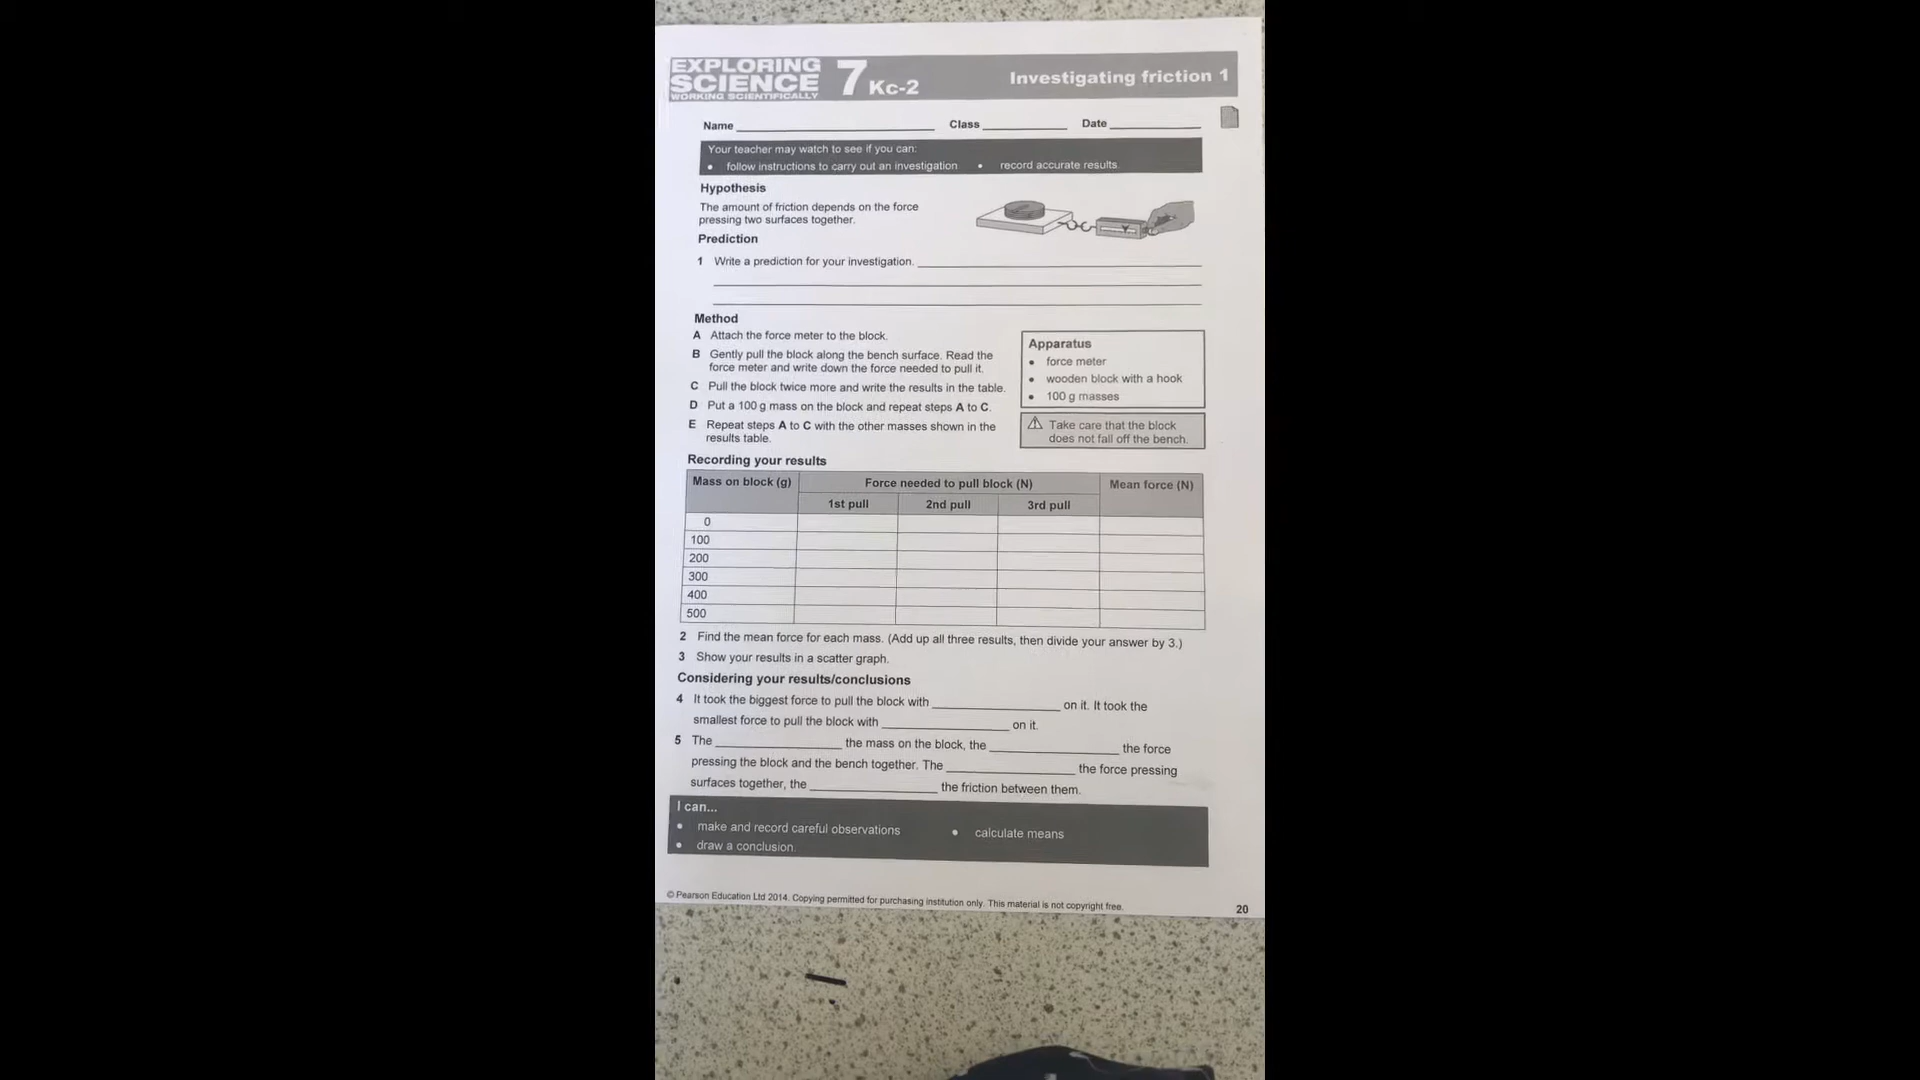 EXPLORING
SCIENCE
WORKING SCIENTIFICALLY
7 Kc-2
Investigating friction 1
Name Class Date
Your teacher may watch to see if you can:
• follow instructions to carry out an investigation • record accurate results.
Hypothesis
The amount of friction depends on the force
pressing two surfaces together.
Prediction
1 Write a prediction for your investigation.
Method
A Attach the force meter to the block.
B Gently pull the block along the bench surface. Read the
force meter and write down the force needed to pull it.
C Pull the block twice more and write the results in the table.
D Put a 100 g mass on the block and repeat steps A to C.
E Repeat steps A to C with the other masses shown in the
results table.
Apparatus
• force meter
• wooden block with a hook
• 100 g masses
Take care that the block
does not fall off the bench.
Recording your results
Mass on block (g) Force needed to pull block (N) Mean force (N)
1st pull 2nd pull 3rd pull
0
100
200
300
400
500
2 Find the mean force for each mass. (Add up all three results, then divide your answer by 3.)
3 Show your results in a scatter graph.
Considering your results/conclusions
4 It took the biggest force to pull the block with ____ on it. It took the
smallest force to pull the block with ____ on it.
5 The ____ the mass on the block, the ____ the force
pressing the block and the bench together. The ____ the force pressing
surfaces together, the ____ the friction between them.
I can...
• make and record careful observations • calculate means
• draw a conclusion.
© Pearson Education Ltd 2014. Copying permitted for purchasing institution only. This material is not copyright free.
20